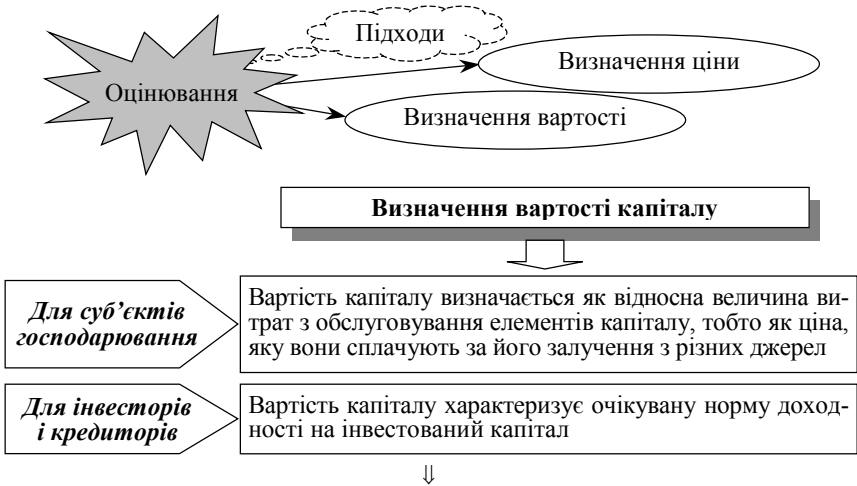 Підходи
Визначення ціни
Оцінювання
Визначення вартості
Визначення вартості капіталу
Для суб’єктів
господарювання
Вартість капіталу визначається як відносна величина ви-
трат з обслуговування елементів капіталу, тобто як ціна,
яку вони сплачують за його залучення з різних джерел
Для інвесторів
і кредиторів
Вартість капіталу характеризує очікувану норму доход-
ності на інвестований капітал
⇓